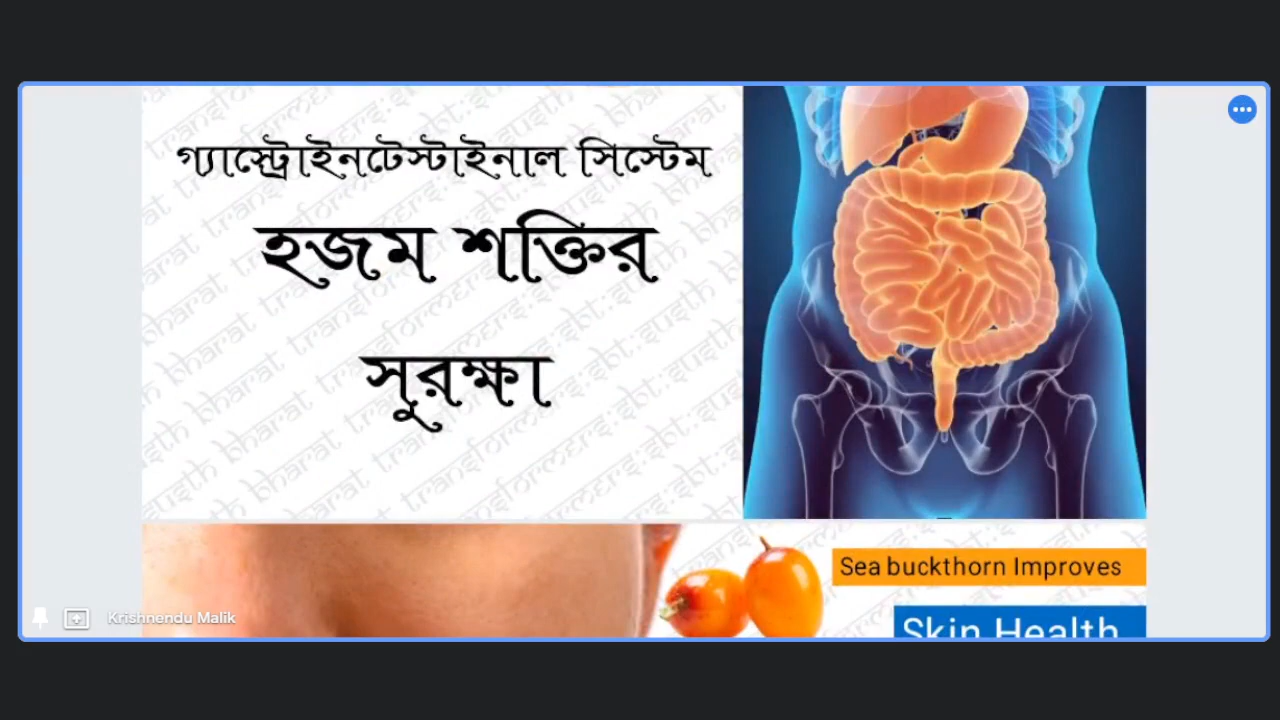 গ্যাস্ট্রোইনটেস্টাইনাল সিস্টেম
হজম শক্তির
সুরক্ষা
Sea buckthorn Improves
Skin Health
Krishnendu Malik